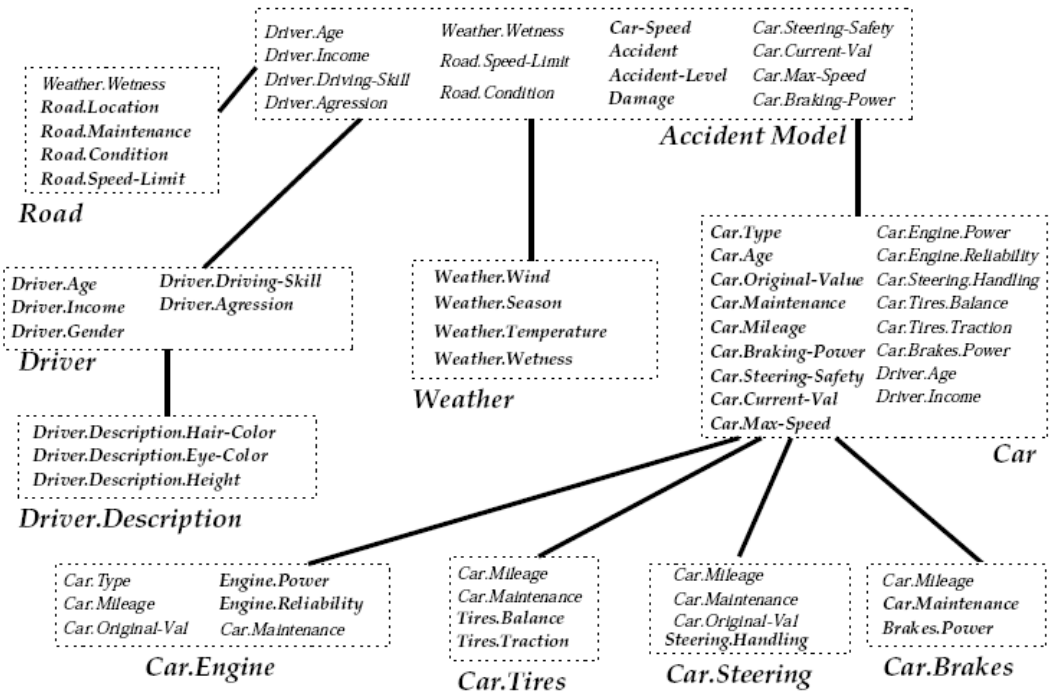 Driver.Age
Driver.Income
Driver.Driving-Skill
Driver.Agression
Weather.Wetness
Road.Speed-Limit
Road.Condition
Car-Speed
Accident
Accident-Level
Damage
Car.Steering-Safety
Car.Current-Val
Car.Max-Speed
Car.Braking-Power
Accident Model
Weather.Wetness
Road.Location
Road.Maintenance
Road.Condition
Road.Speed-Limit
Road
Driver.Age
Driver.Income
Driver.Gender
Driver.Driving-Skill
Driver.Agression
Driver
Weather.Wind
Weather.Season
Weather.Temperature
Weather.Wetness
Weather
Car.Type
Car.Age
Car.Original-Value
Car.Maintenance
Car.Mileage
Car.Braking-Power
Car.Steering-Safety
Car.Current-Val
Car.Max-Speed
Car.Engine.Power
Car.Engine.Reliability
Car.Steering.Handling
Car.Tires.Balance
Car.Tires.Traction
Car.Brakes.Power
Driver.Age
Driver.Income
Car
Driver.Description.Hair-Color
Driver.Description.Eye-Color
Driver.Description.Height
Driver.Description
Car.Type
Car.Mileage
Car.Original-Val
Engine.Power
Engine.Reliability
Car.Maintenance
Car.Engine
Car.Mileage
Car.Maintenance
Tires.Balance
Tires.Traction
Car.Tires
Car.Mileage
Car.Maintenance
Car.Original-Val
Steering.Handling
Car.Steering
Car.Mileage
Car.Maintenance
Brakes.Power
Car.Brakes